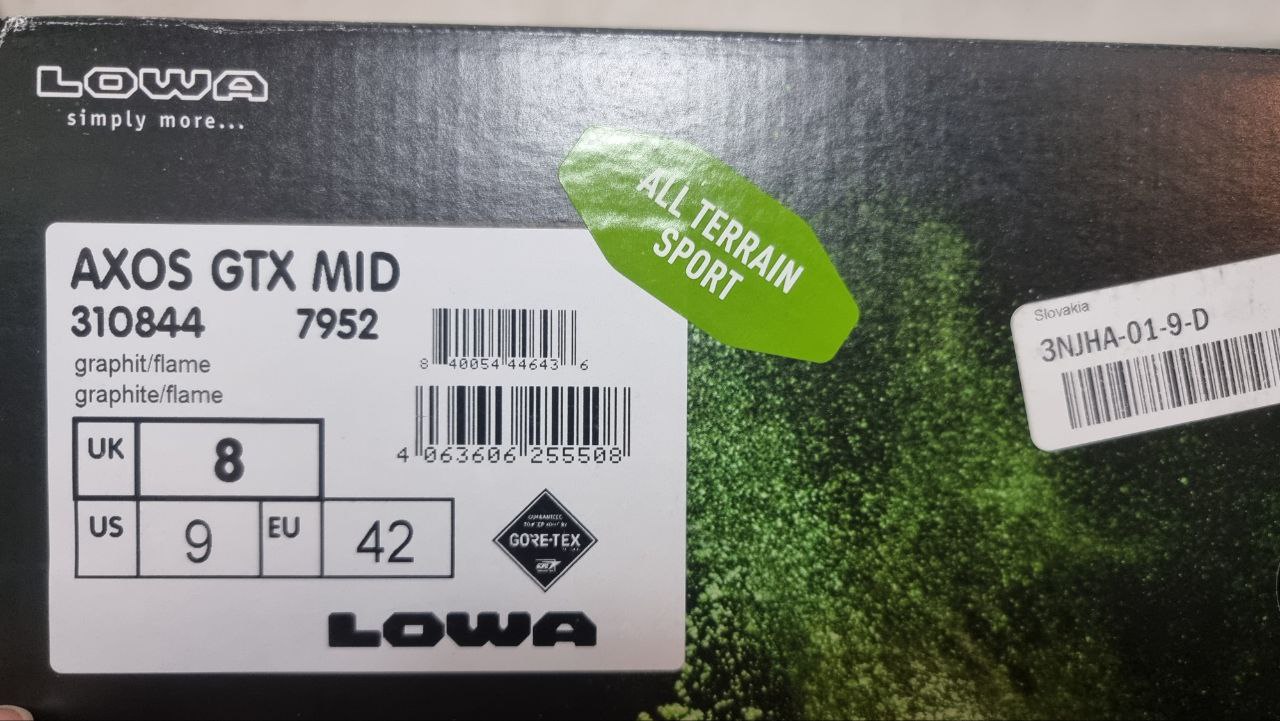 LOWA
simply more...
ALL TERRAIN
SPORT
AXOS GTX MID
310844 7952
graphit/flame
graphite/flame
8 40054 44643 6
4 063606 255508
UK 8
US 9 EU 42
GUARANTEED
GORE-TEX
LOWA
Slovakia
3NJHA-01-9-D